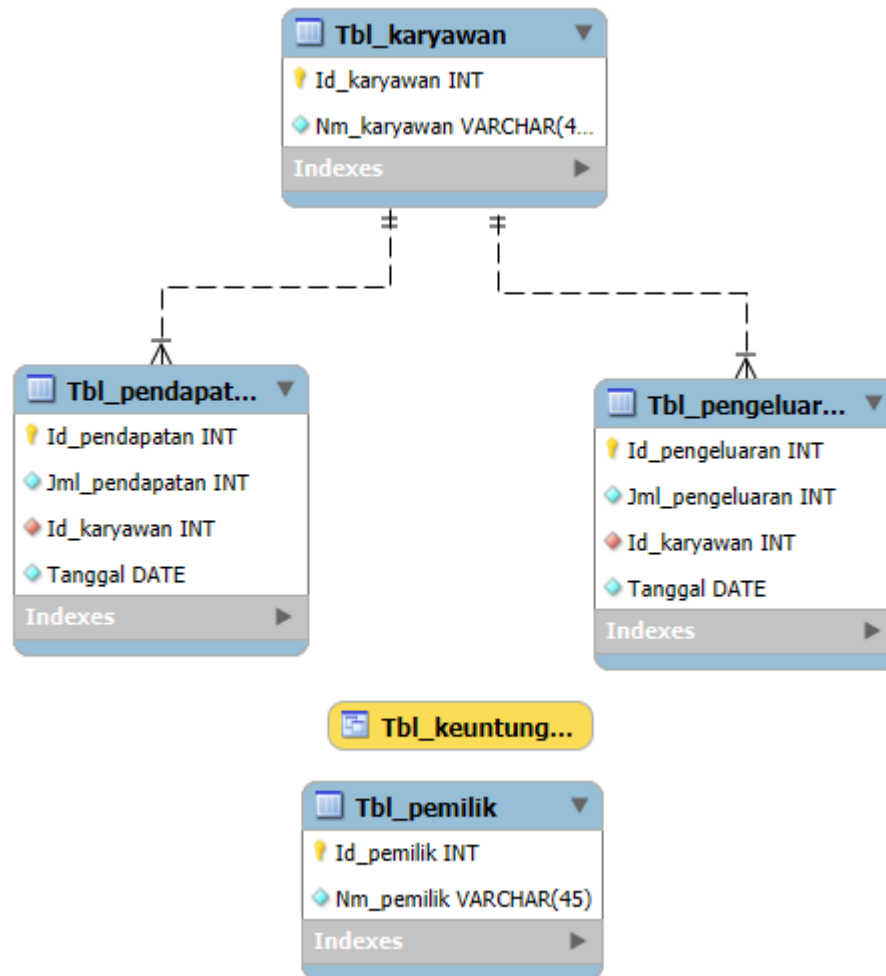 Tbl_karyawan
Id_karyawan INT
Nm_karyawan VARCHAR(4...
Indexes
Tbl_pendapat...
Id_pendapatan INT
Jml_pendapatan INT
Id_karyawan INT
Tanggal DATE
Indexes
Tbl_pengeluar...
Id_pengeluaran INT
Jml_pengeluaran INT
Id_karyawan INT
Tanggal DATE
Indexes
Tbl_keuntung...
Tbl_pemilik
Id_pemilik INT
Nm_pemilik VARCHAR(45)
Indexes